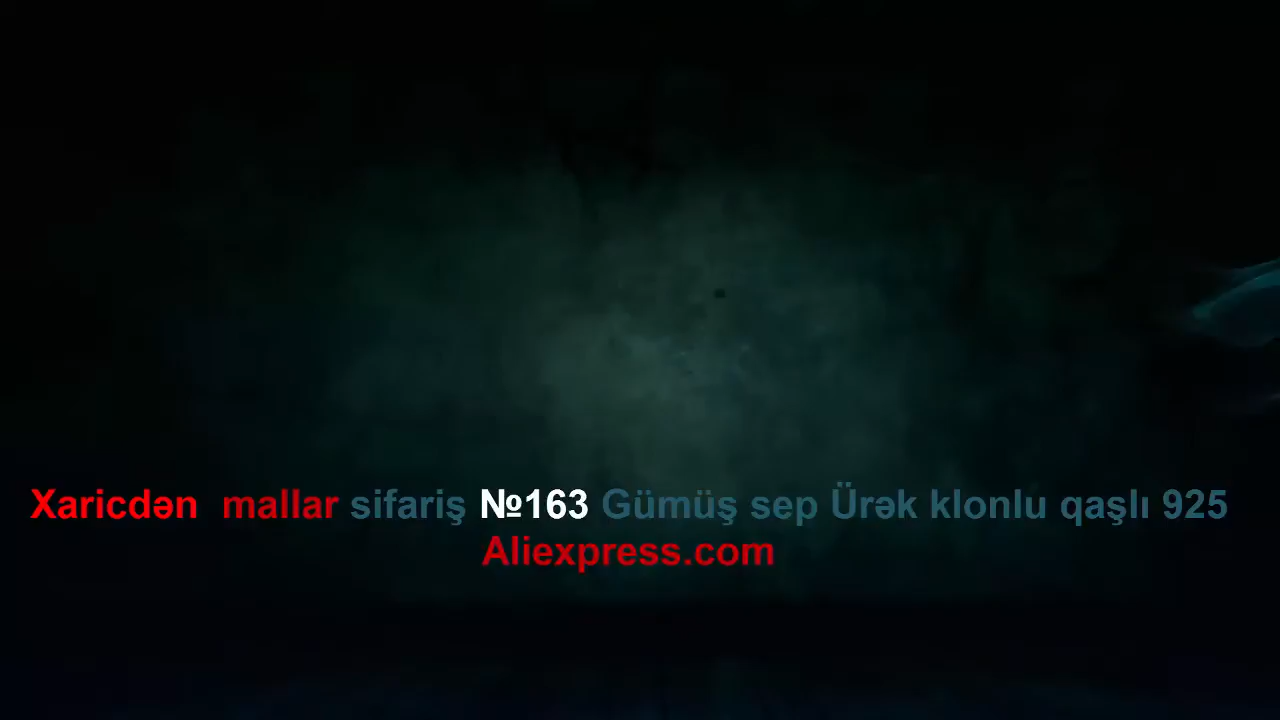 Xaricdən mallar sifariş №163 Gümüş sep Ürək klonlu qaşlı 925
Aliexpress.com